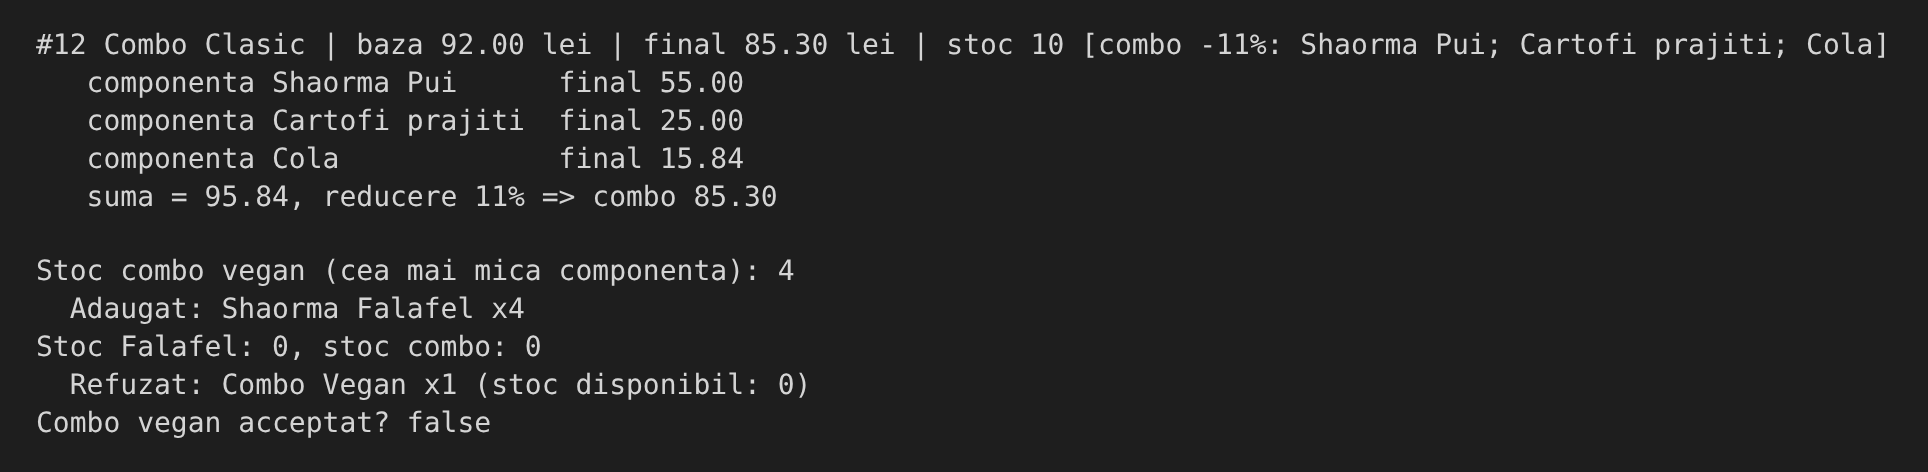 #12 Combo Clasic | baza 92.00 lei | final 85.30 lei | stoc 10 [combo -11%: Shaorma Pui; Cartofi prajiti; Cola]
   componenta Shaorma Pui      final 55.00
   componenta Cartofi prajiti  final 25.00
   componenta Cola             final 15.84
   suma = 95.84, reducere 11% => combo 85.30

Stoc combo vegan (cea mai mica componenta): 4
  Adaugat: Shaorma Falafel x4
Stoc Falafel: 0, stoc combo: 0
  Refuzat: Combo Vegan x1 (stoc disponibil: 0)
Combo vegan acceptat? false